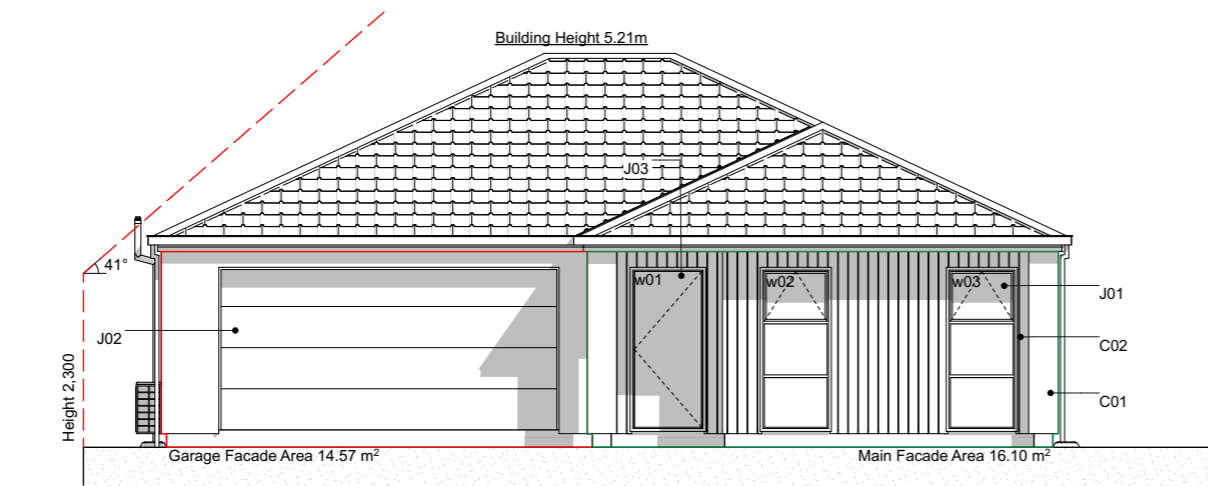 Building Height 5.21m
J03
41°
w01
w02
w03
J01
J02
C02
Height 2,300
C01
Garage Facade Area 14.57 m²
Main Facade Area 16.10 m²